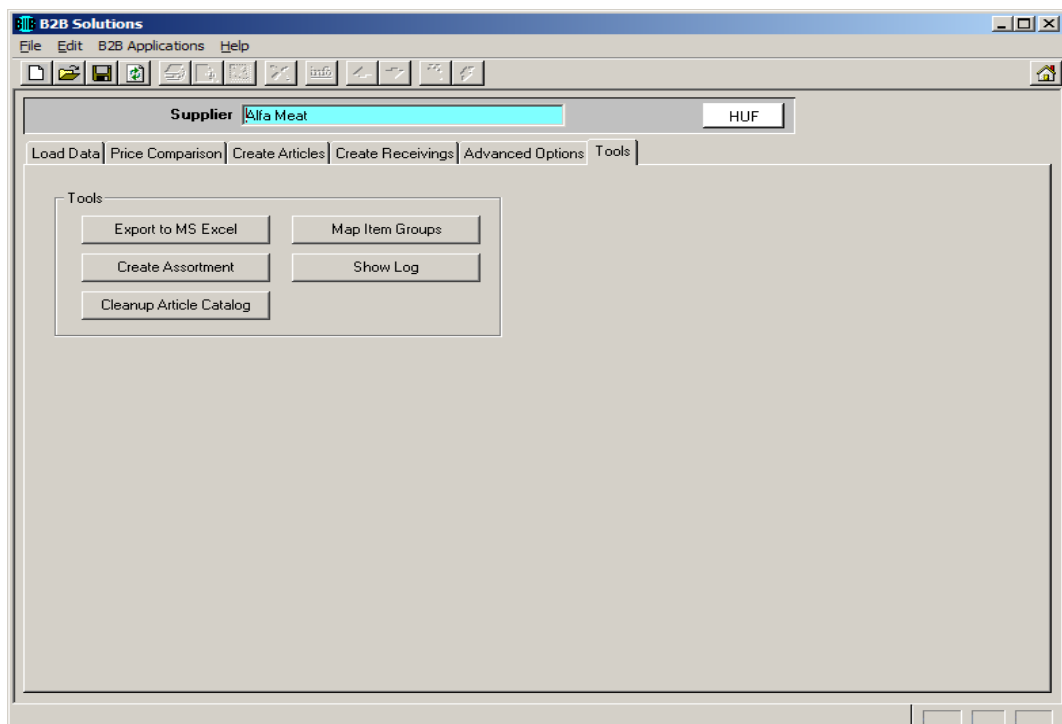 B2B Solutions
File Edit B2B Applications Help
info
Supplier Alfa Meat HUF
Load Data Price Comparison Create Articles Create Receivings Advanced Options Tools
Tools
Export to MS Excel Map Item Groups
Create Assortment Show Log
Cleanup Article Catalog